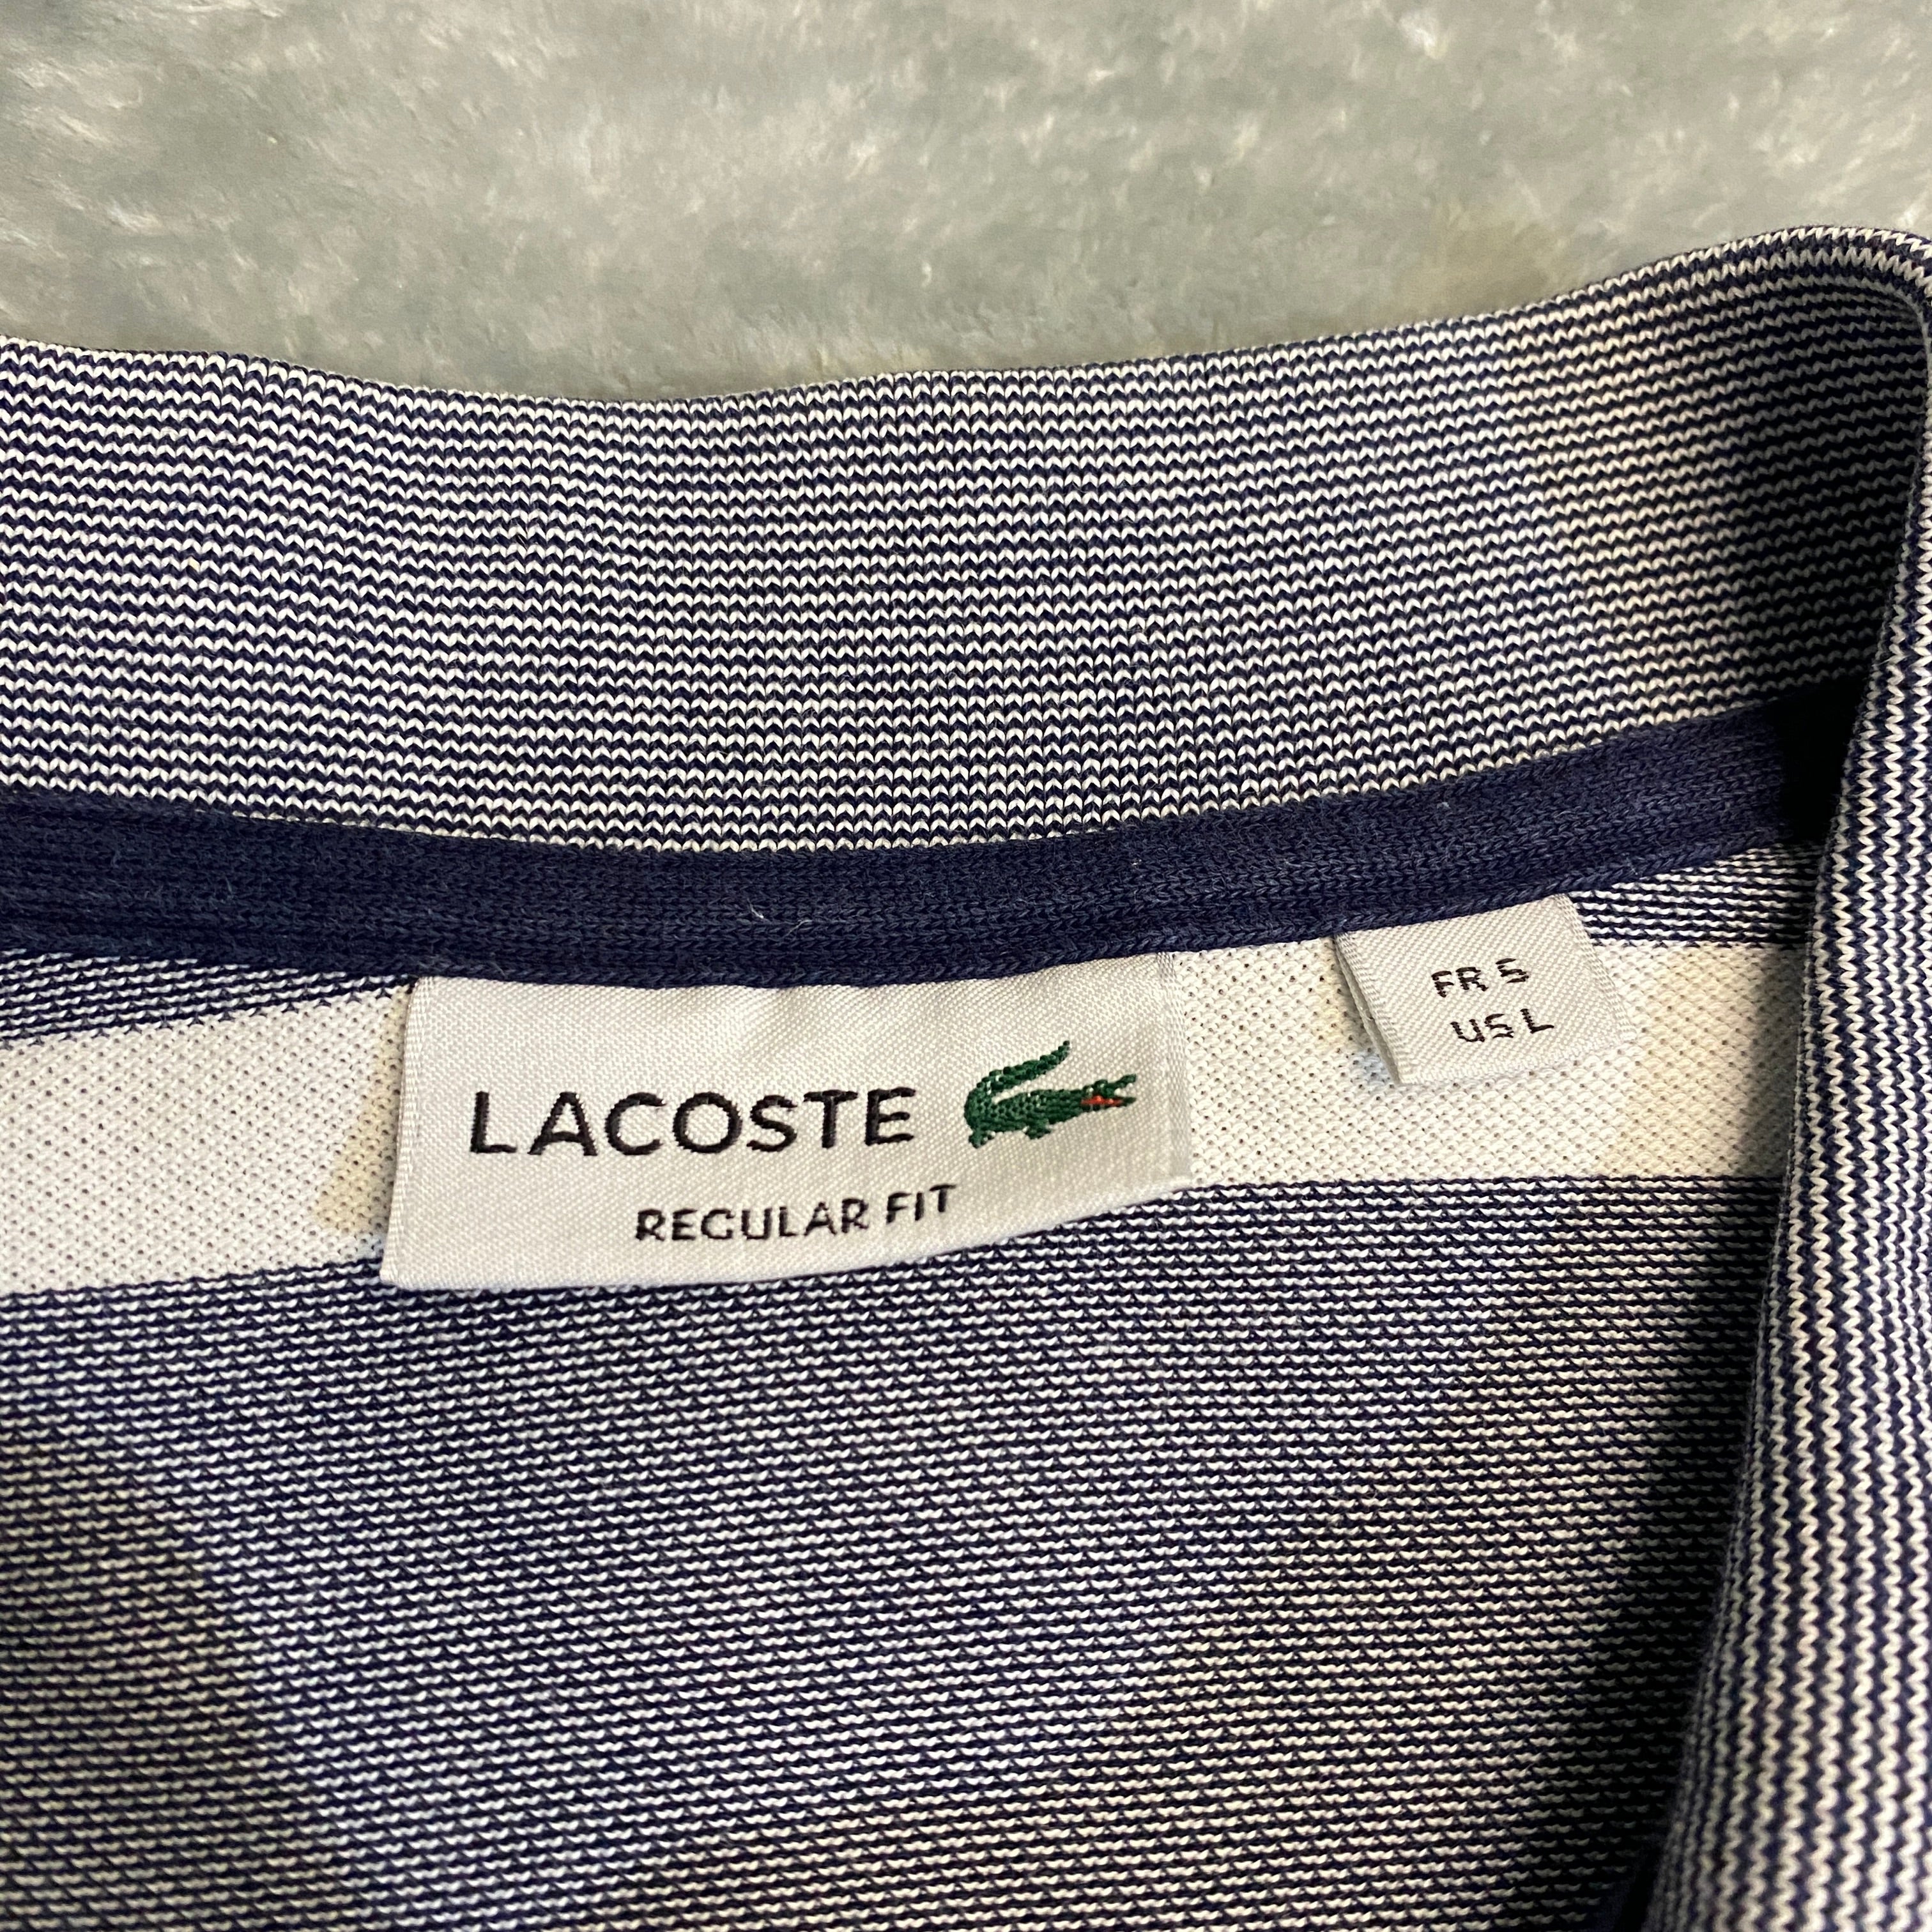 LACOSTE
REGULAR FIT
FR 5
US L